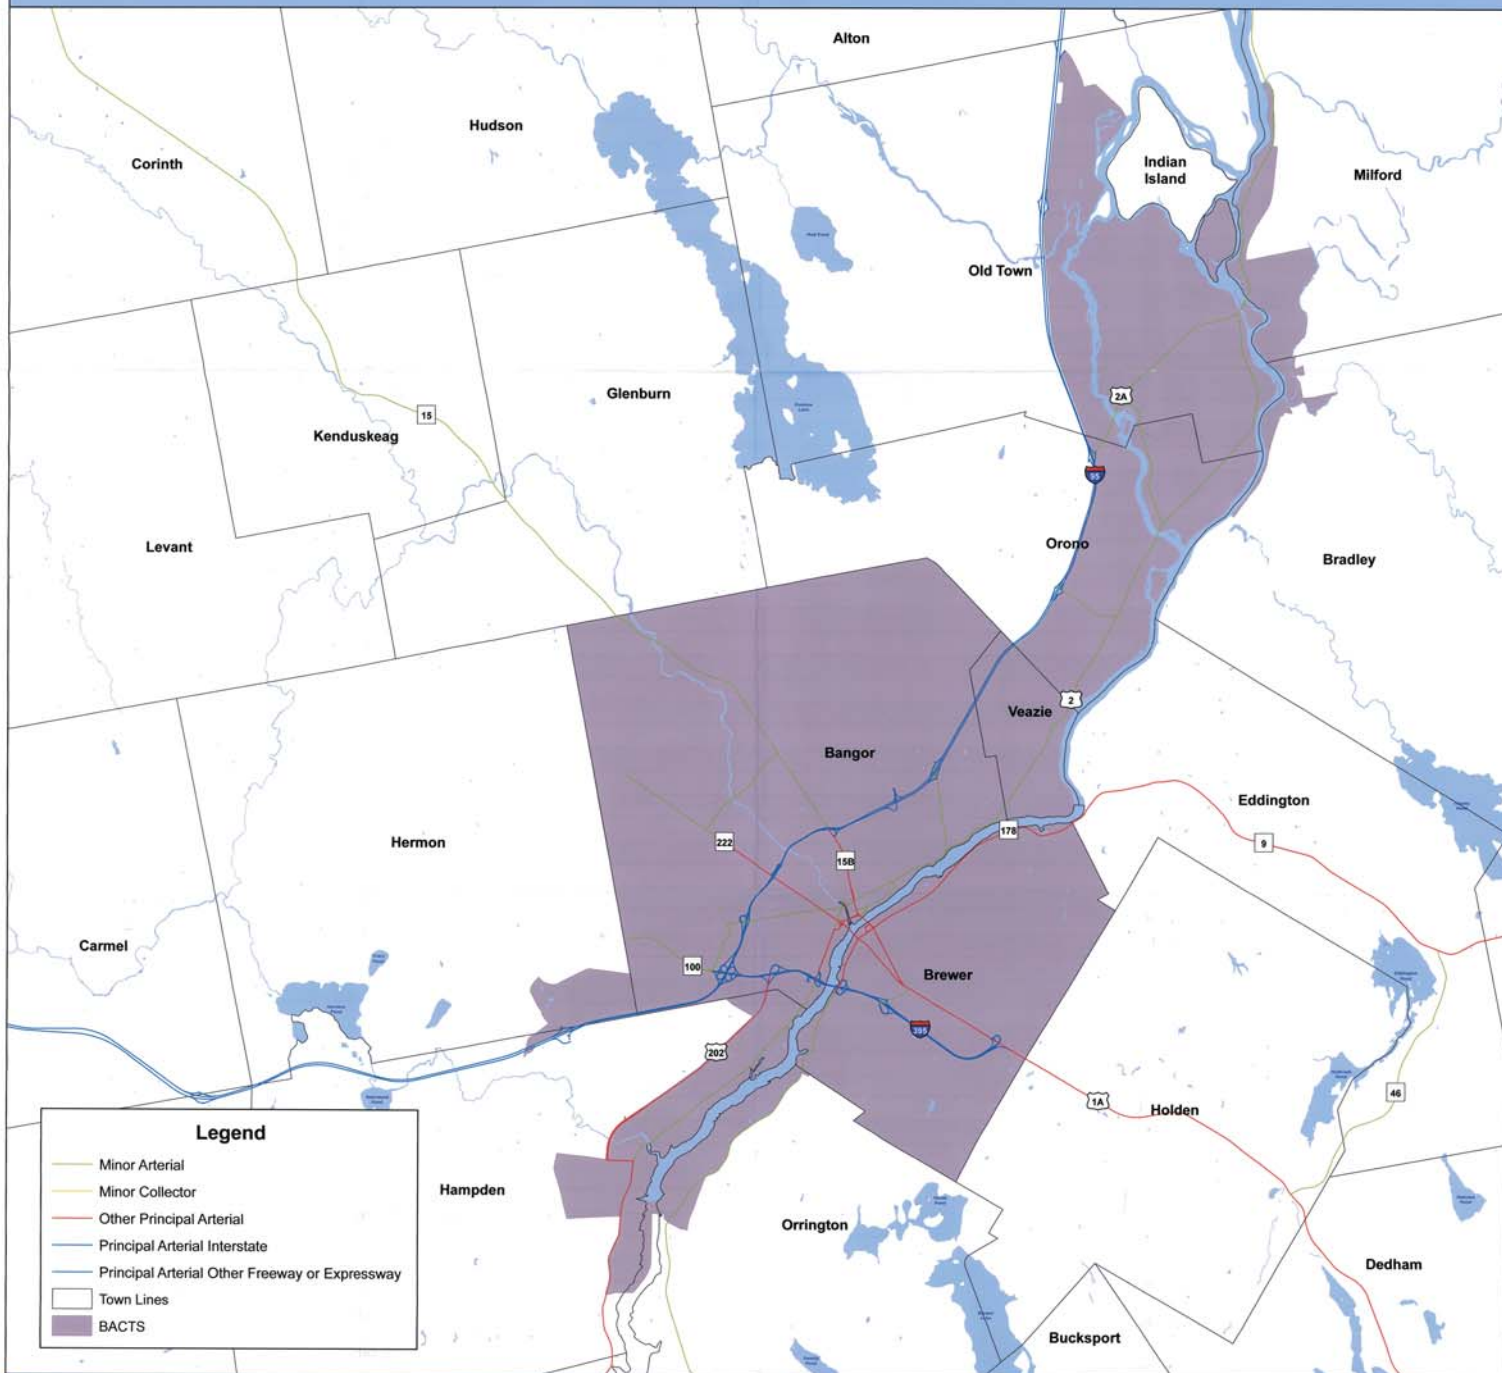 Alton
Hudson
Corinth
Indian
Island
Milford
Old Town
Glenburn
2A
15
Kenduskeag
95
Levant
Orono
Bradley
2
Veazie
Bangor
Eddington
178
Hermon
222
9
15B
Carmel
100
Brewer
395
202
46
1A
Holden
Legend
Minor Arterial
Minor Collector
Other Principal Arterial
Principal Arterial Interstate
Principal Arterial Other Freeway or Expressway
Town Lines
BACTS
Hampden
Orrington
Dedham
Bucksport